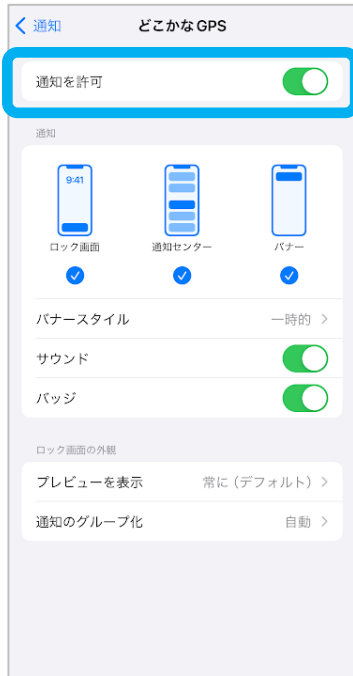 通知 どこかなGPS
通知を許可
通知
9:41
ロック画面 通知センター バナー
バナースタイル 一時的
サウンド
バッジ
ロック画面の外観
プレビューを表示 常に（デフォルト）
通知のグループ化 自動